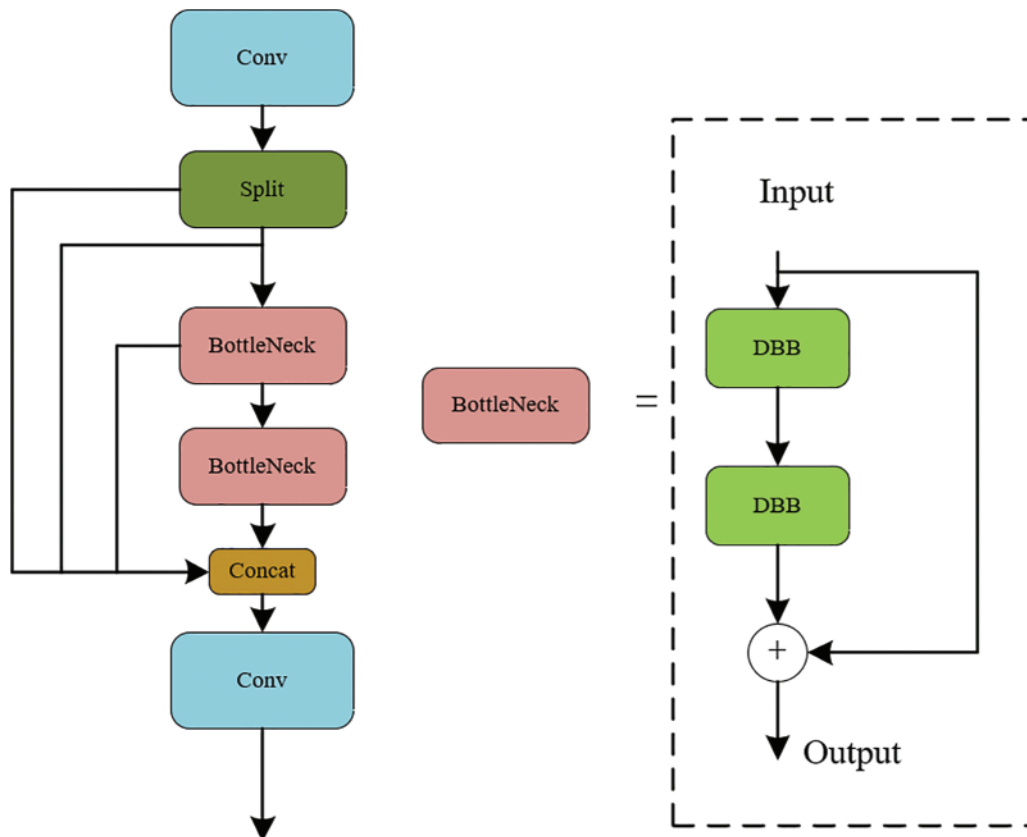 Conv
Split
BottleNeck
BottleNeck
Concat
Conv
BottleNeck
=
Input
DBB
DBB
+
Output